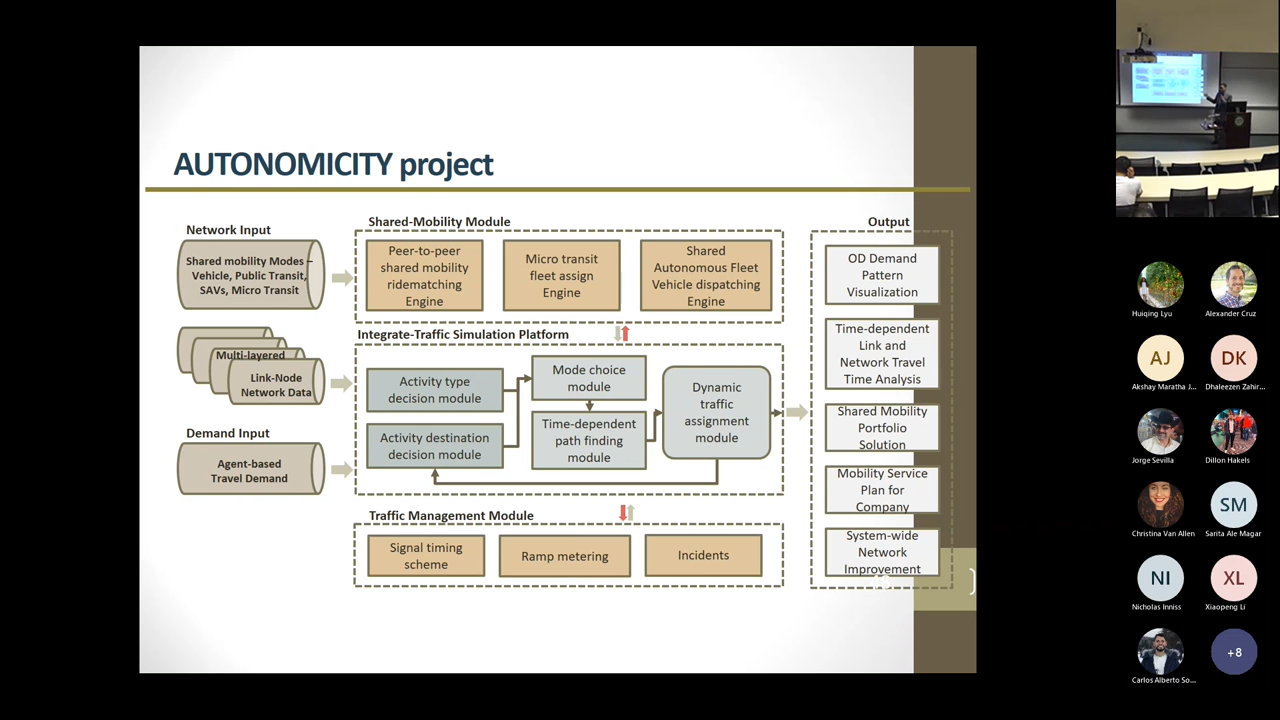 AUTONOMICITY project
Network Input
Shared mobility Modes –
Vehicle, Public Transit,
SAVs, Micro Transit
Multi-layered
Link-Node
Network Data
Demand Input
Agent-based
Travel Demand
Shared-Mobility Module
Peer-to-peer
shared mobility
ridematching
Engine
Micro transit
fleet assign
Engine
Shared
Autonomous Fleet
Vehicle dispatching
Engine
Integrate-Traffic Simulation Platform
Activity type
decision module
Activity destination
decision module
Mode choice
module
Time-dependent
path finding
module
Dynamic
traffic
assignment
module
Traffic Management Module
Signal timing
scheme
Ramp metering
Incidents
Output
OD Demand
Pattern
Visualization
Time-dependent
Link and
Network Travel
Time Analysis
Shared Mobility
Portfolio
Solution
Mobility Service
Plan for
Company
System-wide
Network
Improvement
Huiqing Lyu
Alexander Cruz
AJ
Akshay Maratha J...
DK
Dhaleezen Zahir...
Jorge Sevilla
Dillon Hakels
Christina Van Allen
SM
Sarita Ale Magar
NI
Nicholas Inniss
XL
Xiaopeng Li
Carlos Alberto So...
+8